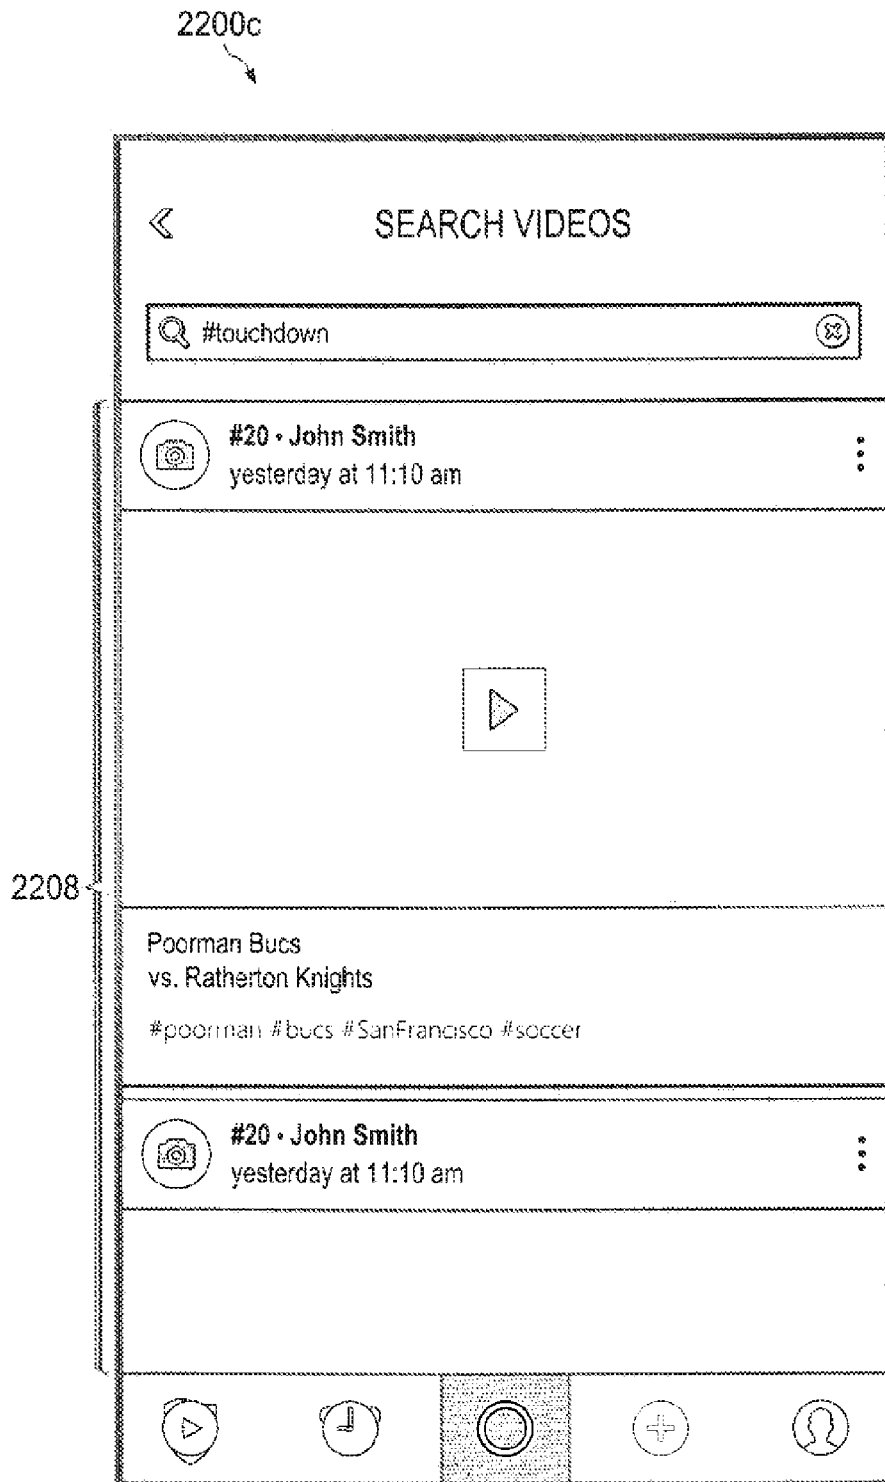 2200c
SEARCH VIDEOS
#touchdown
#20 • John Smith
yesterday at 11:10 am
2208
Poorman Bucs
vs. Ratherton Knights
#poorman #bucs #SanFrancisco #soccer
#20 • John Smith
yesterday at 11:10 am